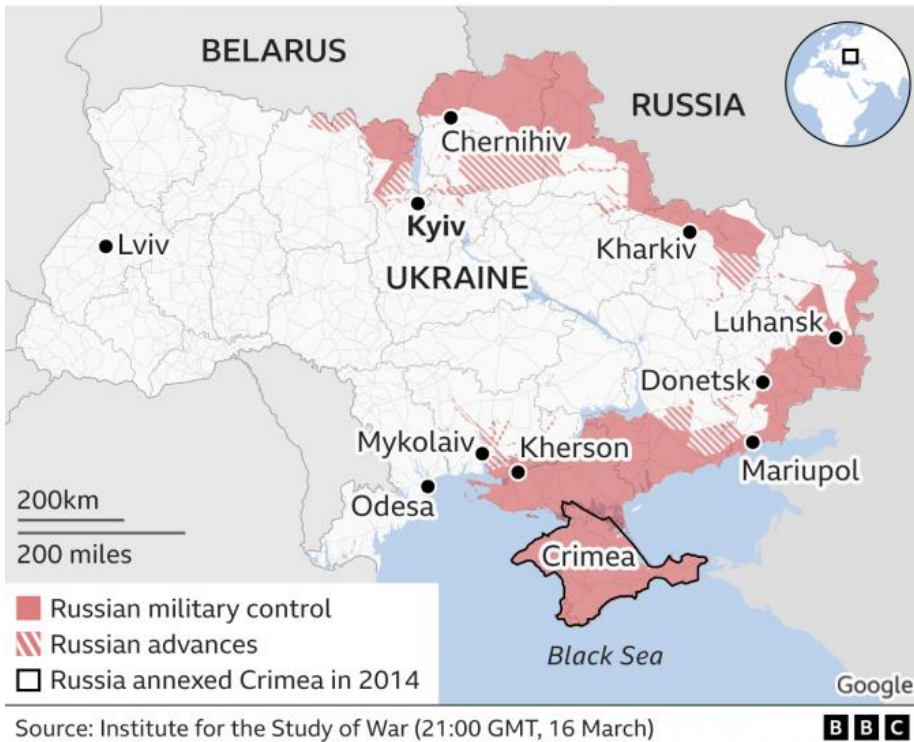 BELARUS
RUSSIA
Chernihiv
Kyiv
Lviv
Kharkiv
UKRAINE
Luhansk
Donetsk
Mykolaiv
Kherson
Mariupol
Odesa
200km
200 miles
Crimea
Russian military control
Russian advances
Black Sea
Russia annexed Crimea in 2014
Google
Source: Institute for the Study of War (21:00 GMT, 16 March)
BBC